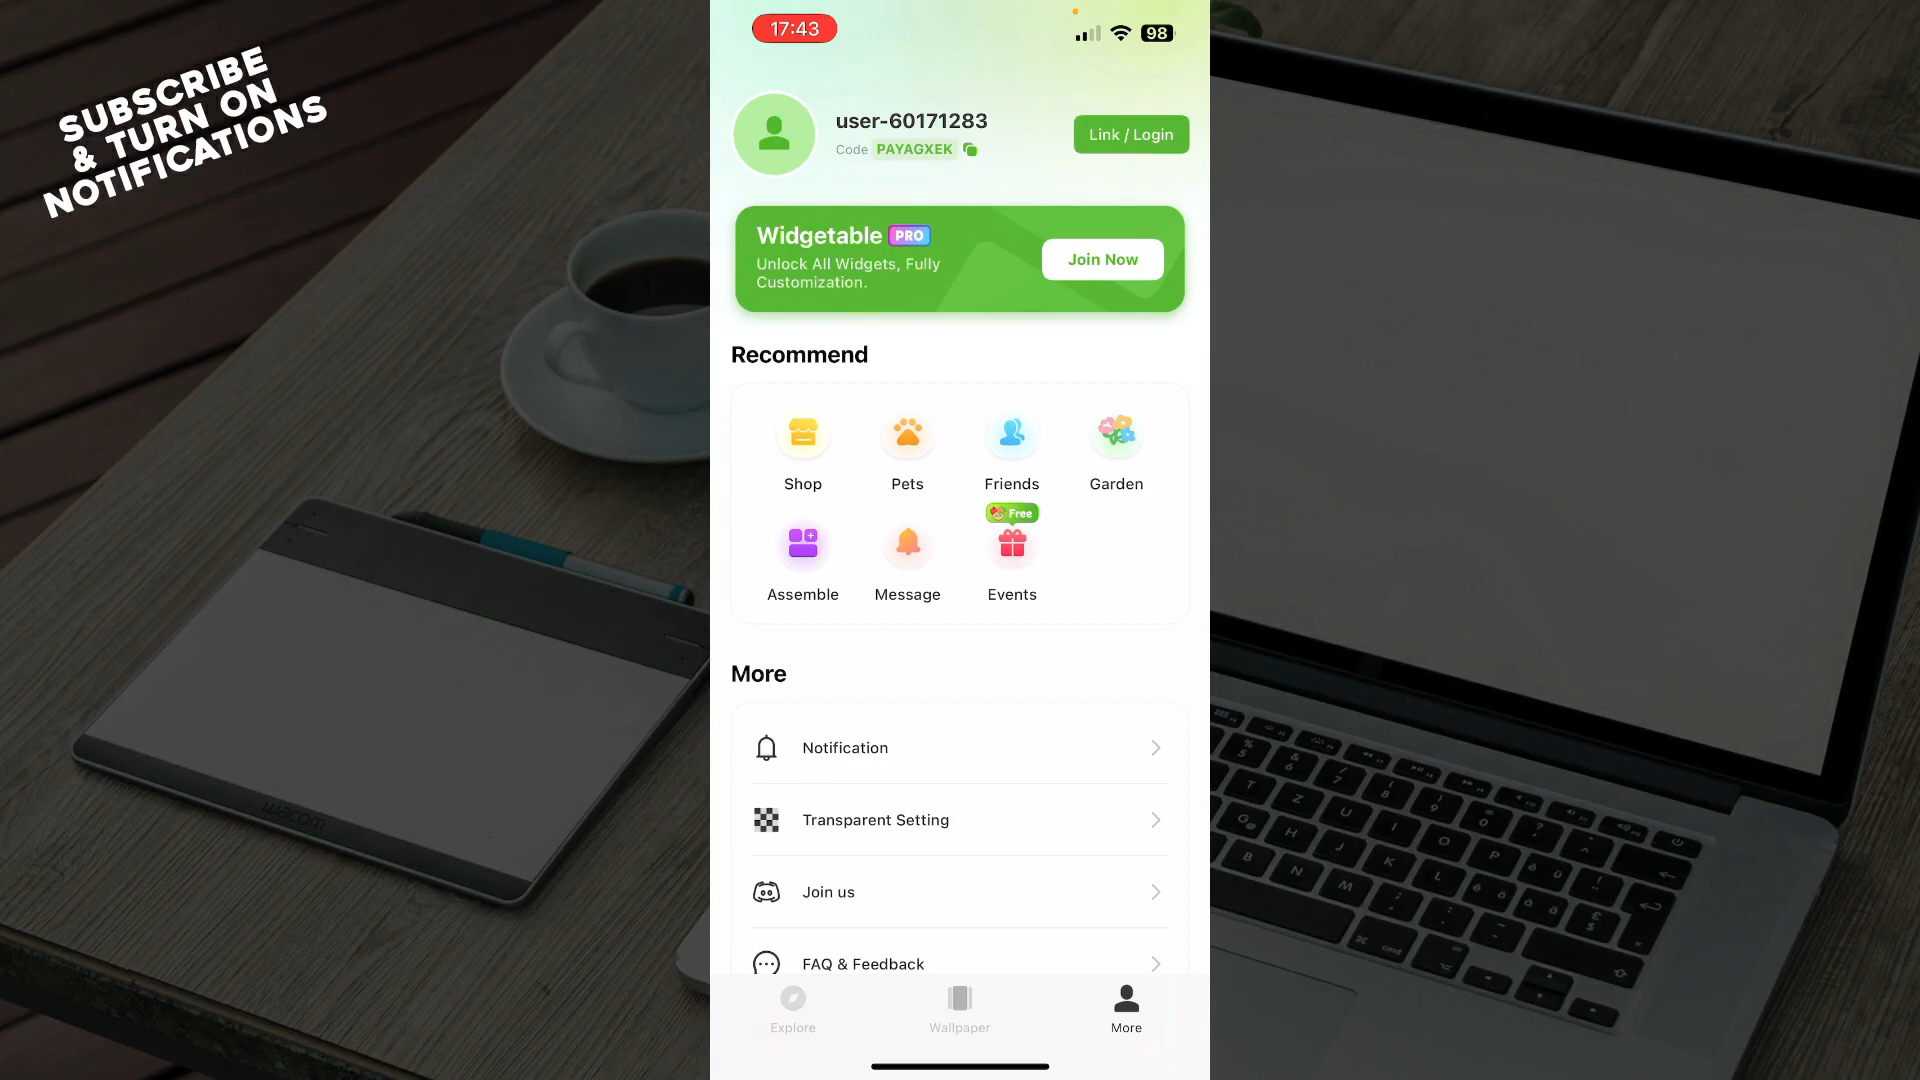 SUBSCRIBE
& TURN ON
NOTIFICATIONS
17:43
98
user-60171283
Code PAYAGXEK
Link / Login
Widgetable PRO
Unlock All Widgets, Fully
Customization.
Join Now
Recommend
Shop
Pets
Friends
Garden
Free
Assemble
Message
Events
More
Notification
Transparent Setting
Join us
FAQ & Feedback
Explore
Wallpaper
More
wacom